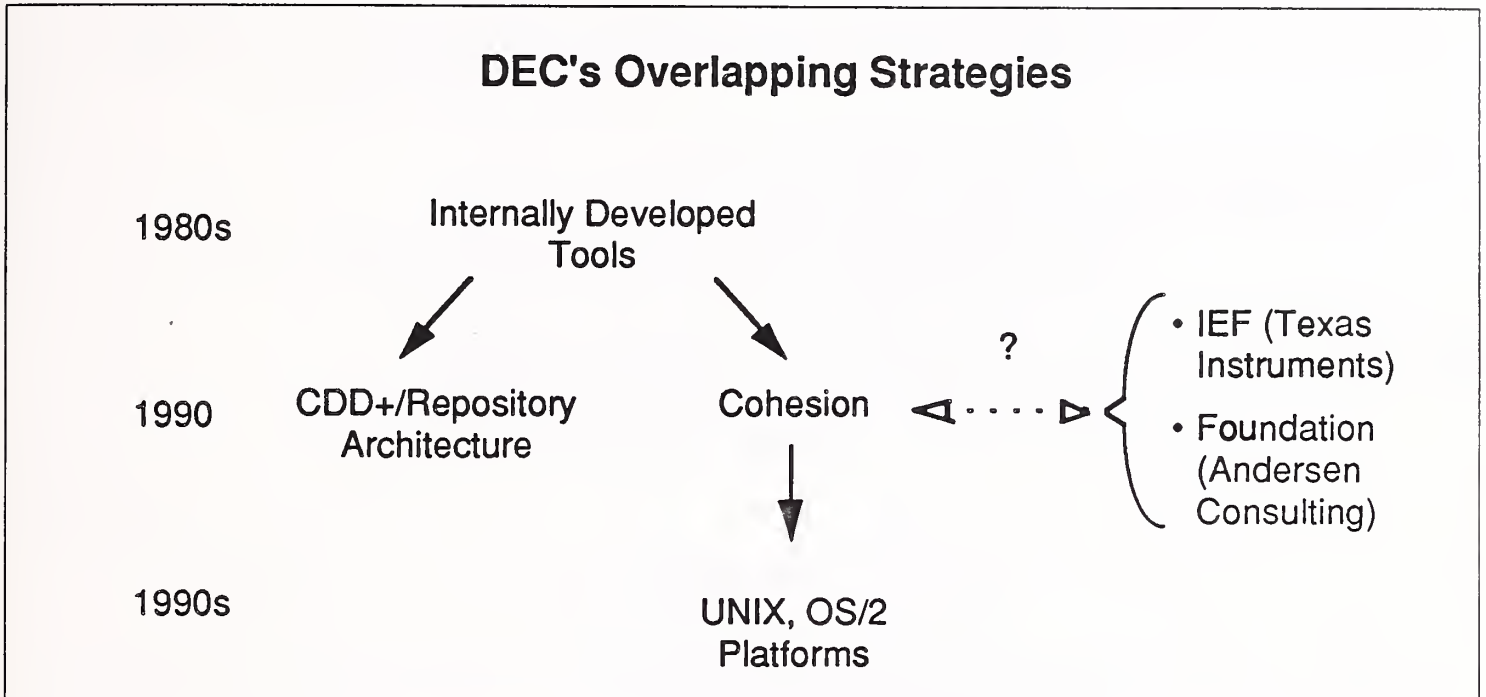 DEC's Overlapping Strategies
1980s
Internally Developed
Tools
?
• IEF (Texas
Instruments)
1990
CDD+/Repository
Architecture
Cohesion
• Foundation
(Andersen
Consulting)
1990s
UNIX, OS/2
Platforms